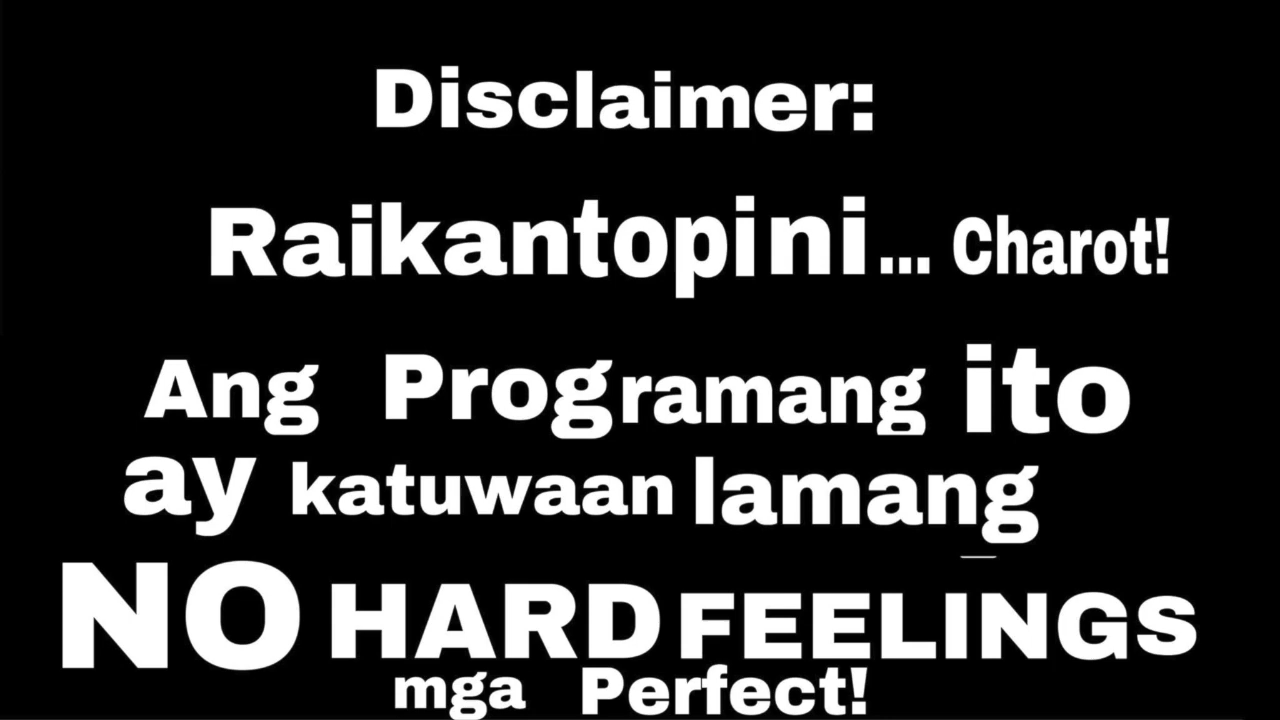 Disclaimer:
Raikantopini... Charot!
Ang Programang ito
ay katuwaan lamang
NO HARD FEELINGS
mga Perfect!